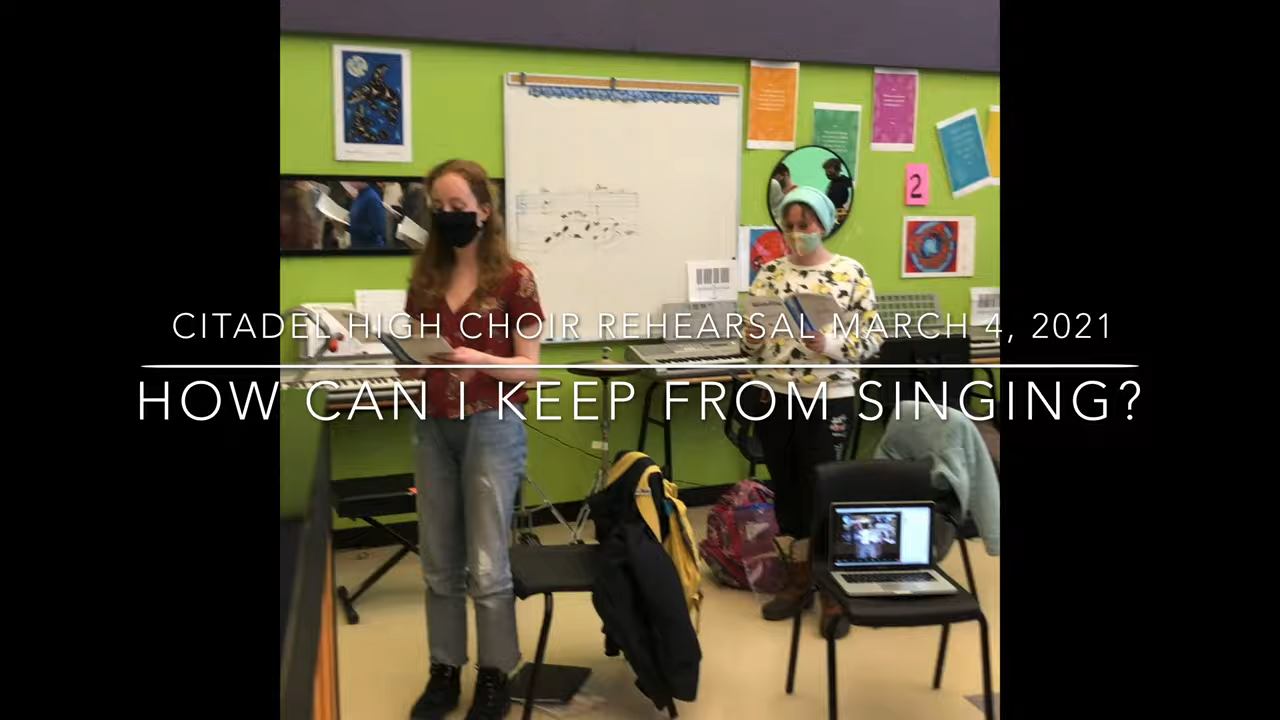 2
CITADEL HIGH CHOIR REHEARSAL MARCH 4, 2021
HOW CAN I KEEP FROM SINGING?